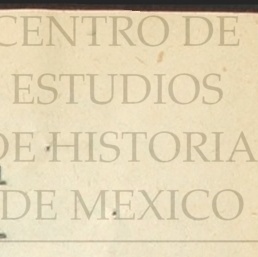 CENTRO DE
ESTUDIOS
DE HISTORIA
DE MEXICO